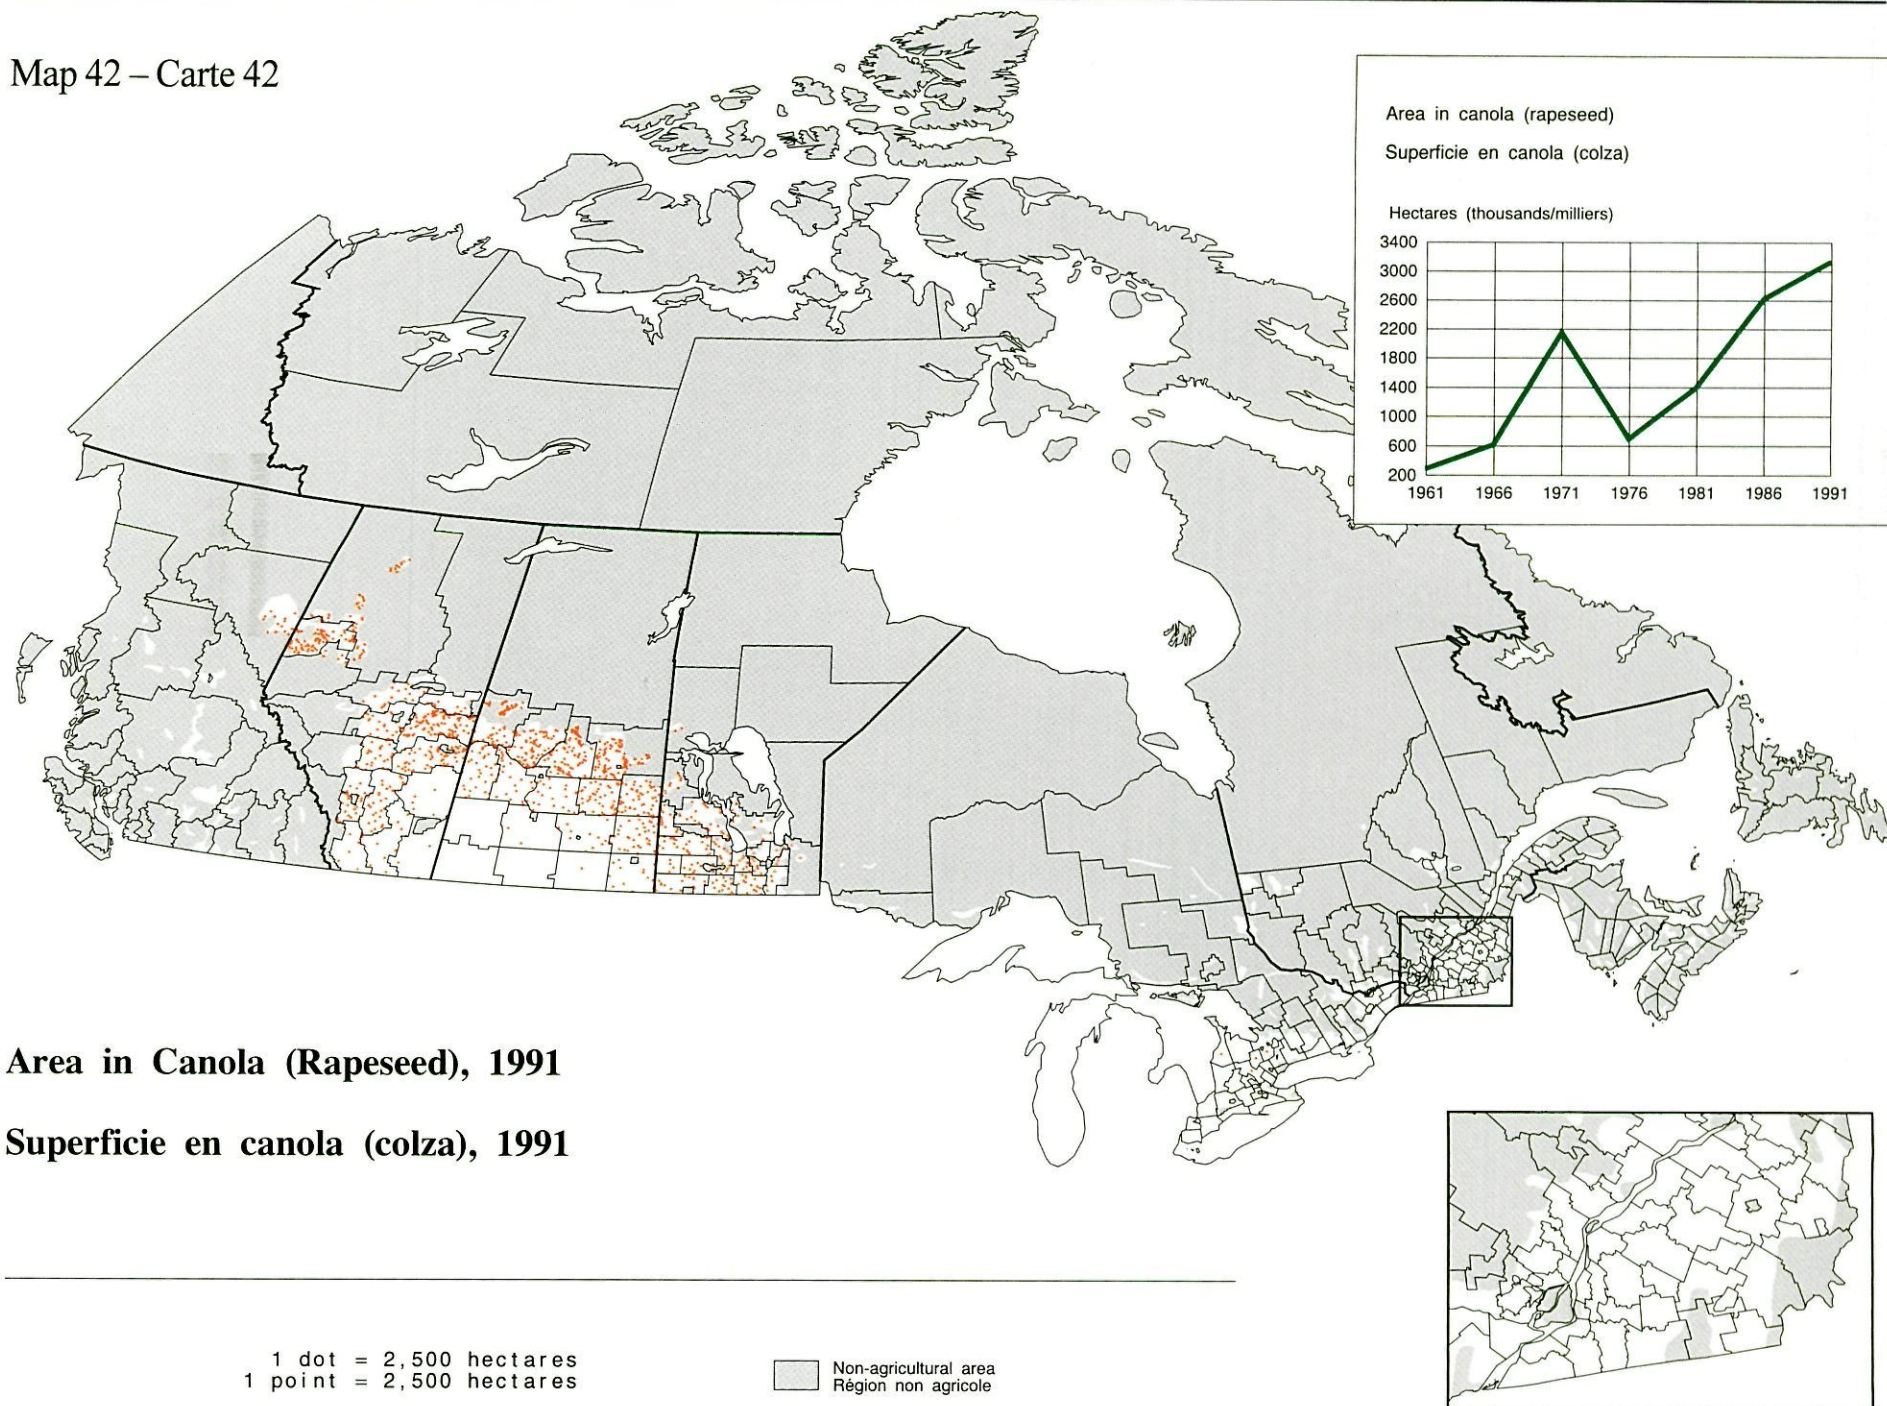 Map 42 – Carte 42
Area in canola (rapeseed)
Superficie en canola (colza)
Hectares (thousands/milliers)
3400
3000
2600
2200
1800
1400
1000
600
200
1961 1966 1971 1976 1981 1986 1991
Area in Canola (Rapeseed), 1991
Superficie en canola (colza), 1991
1 dot = 2,500 hectares
1 point = 2,500 hectares
Non-agricultural area
Région non agricole